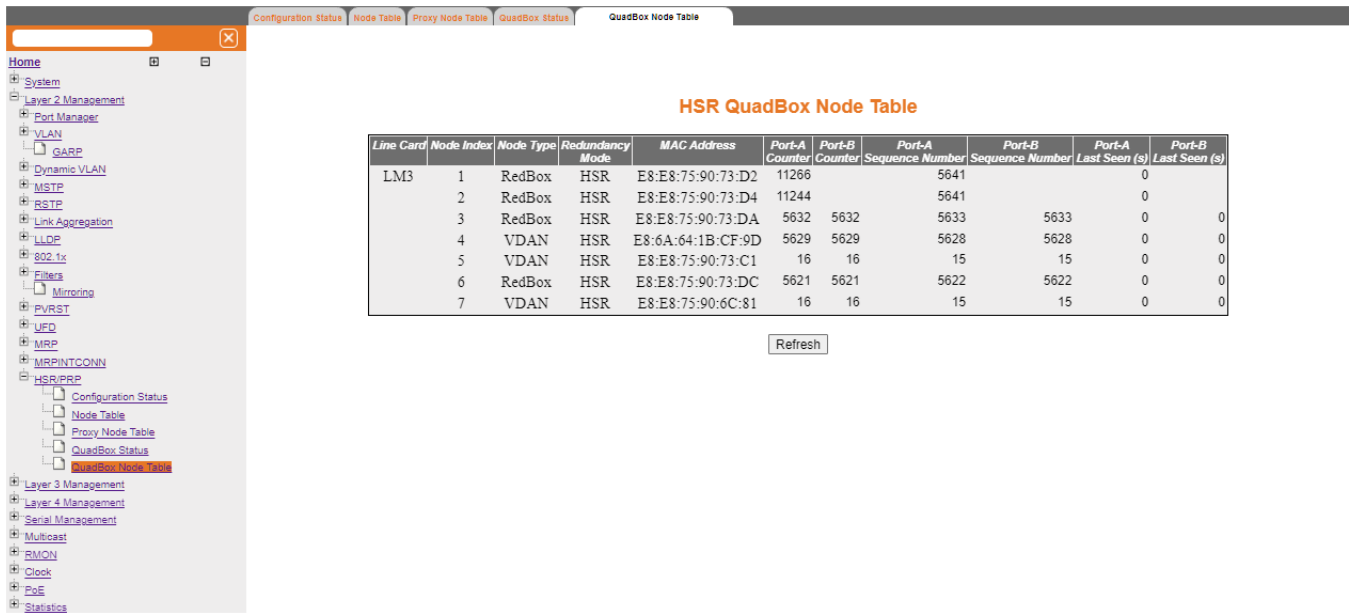 Configuration Status Node Table Proxy Node Table QuadBox Status QuadBox Node Table
Home
System
Layer 2 Management
Port Manager
VLAN
GARP
Dynamic VLAN
MSTP
RSTP
Link Aggregation
LLDP
802.1x
Filters
Mirroring
PVRST
UFD
MRP
MRPINTCONN
HSR/PRP
Configuration Status
Node Table
Proxy Node Table
QuadBox Status
QuadBox Node Table
Layer 3 Management
Layer 4 Management
Serial Management
Multicast
RMON
Clock
PoE
Statistics
HSR QuadBox Node Table
Line Card Node Index Node Type Redundancy Mode MAC Address Port-A Counter Port-B Counter Port-A Sequence Number Port-B Sequence Number Port-A Last Seen (s) Port-B Last Seen (s)
LM3 1 RedBox HSR E8:E8:75:90:73:D2 11266 5641 0
2 RedBox HSR E8:E8:75:90:73:D4 11244 5641 0
3 RedBox HSR E8:E8:75:90:73:DA 5632 5632 5633 5633 0 0
4 VDAN HSR E8:6A:64:1B:CF:9D 5629 5629 5628 5628 0 0
5 VDAN HSR E8:E8:75:90:73:C1 16 16 15 15 0 0
6 RedBox HSR E8:E8:75:90:73:DC 5621 5621 5622 5622 0 0
7 VDAN HSR E8:E8:75:90:6C:81 16 16 15 15 0 0
Refresh